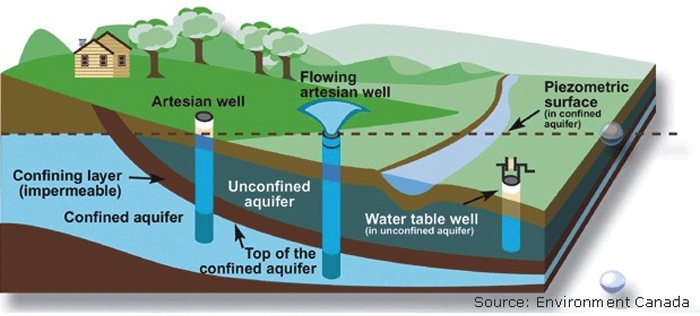 Flowing
artesian well
Artesian well
Piezometric
surface
(in confined
aquifer)
Confining layer
(impermeable)
Unconfined
aquifer
Confined aquifer
Water table well
(in unconfined aquifer)
Top of the
confined aquifer
Source: Environment Canada